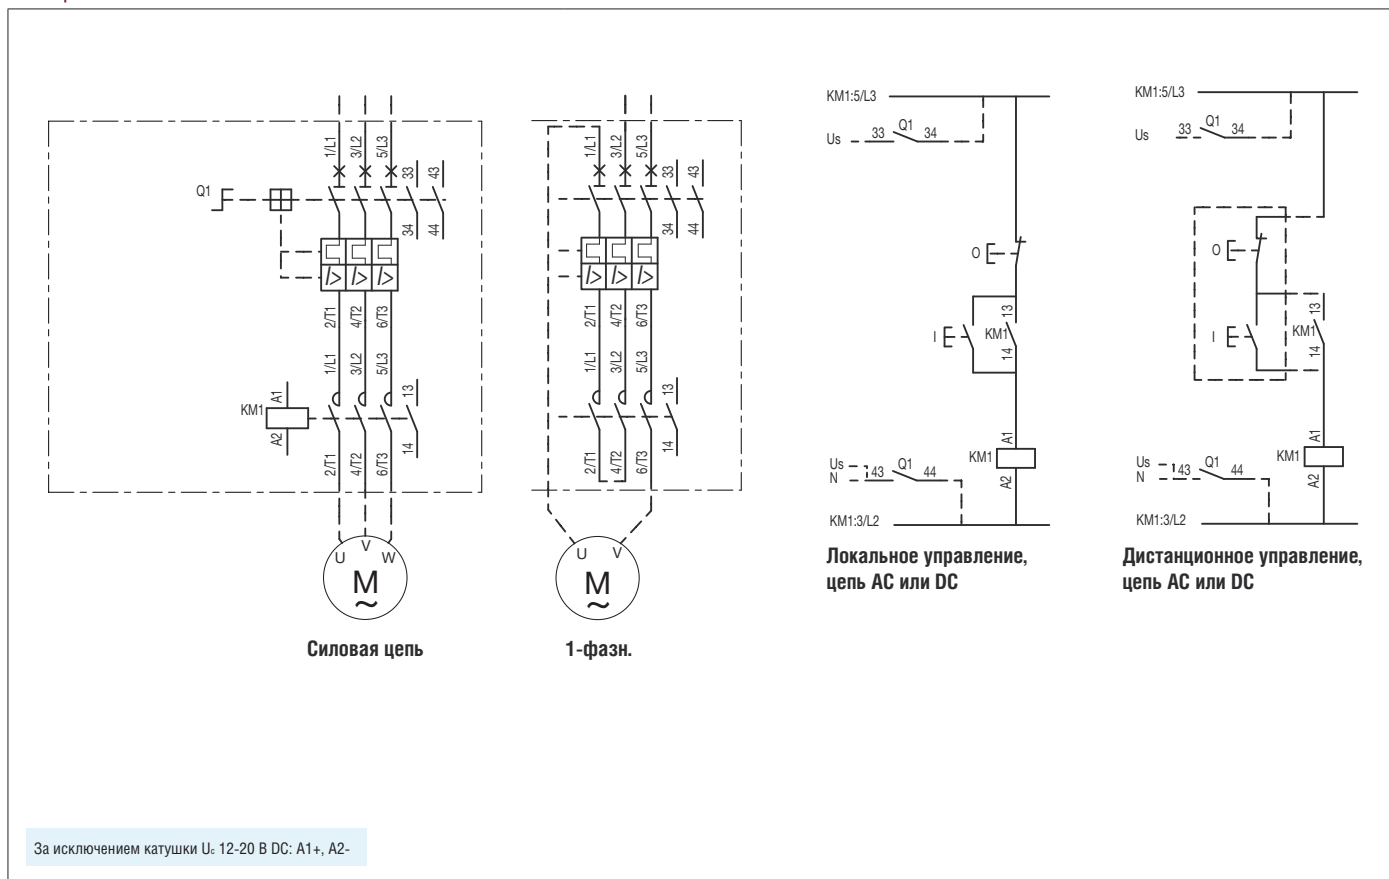 1/L1
3/L2
5/L3
33
43
Q1
34
44
I>
I>
I>
2/T1
4/T2
6/T3
1/L1
3/L2
5/L3
A1
KM1
A2
13
14
2/T1
4/T2
6/T3
U
V
W
M
~
Силовая цепь
1/L1
3/L2
5/L3
33
43
34
44
I>
I>
I>
2/T1
4/T2
6/T3
1/L1
3/L2
5/L3
13
14
2/T1
4/T2
6/T3
U
V
M
~
1-фазн.
KM1:5/L3
Us
33
Q1
34
O
I
KM1
13
14
A1
KM1
A2
Us
N
43
Q1
44
KM1:3/L2
Локальное управление,
цепь AC или DC
KM1:5/L3
Us
33
Q1
34
O
I
KM1
13
14
A1
KM1
A2
Us
N
43
Q1
44
KM1:3/L2
Дистанционное управление,
цепь AC или DC
За исключением катушки Uc 12-20 В DC: A1+, A2-